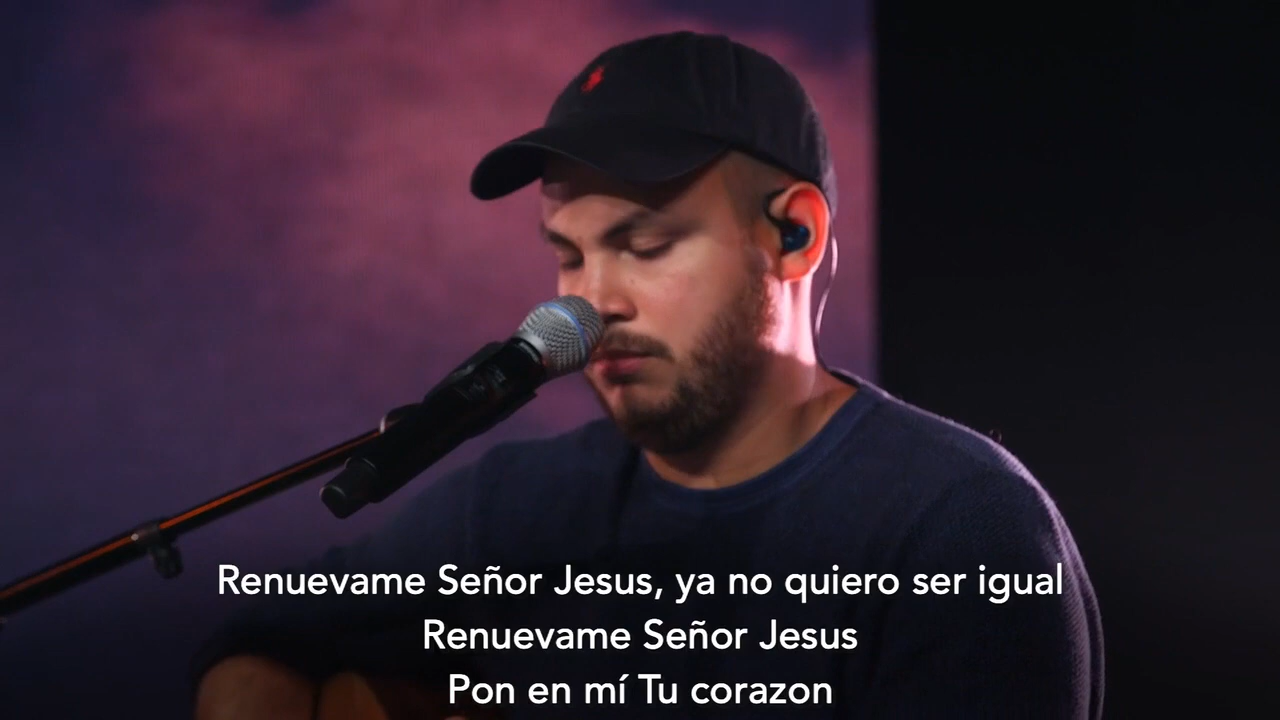 Renuevame Señor Jesus, ya no quiero ser igual
Renuevame Señor Jesus
Pon en mí Tu corazon